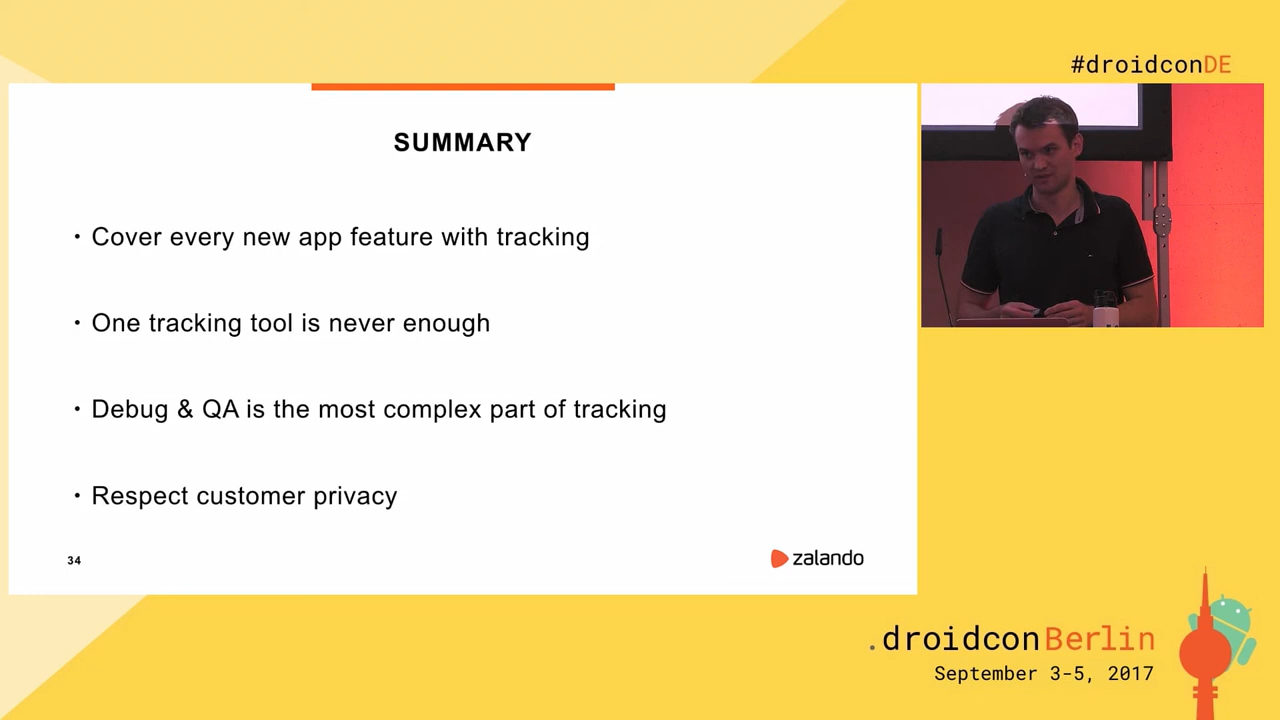 #droidconDE
SUMMARY
• Cover every new app feature with tracking
• One tracking tool is never enough
• Debug & QA is the most complex part of tracking
• Respect customer privacy
34
zalando
.droidconBerlin
September 3-5, 2017